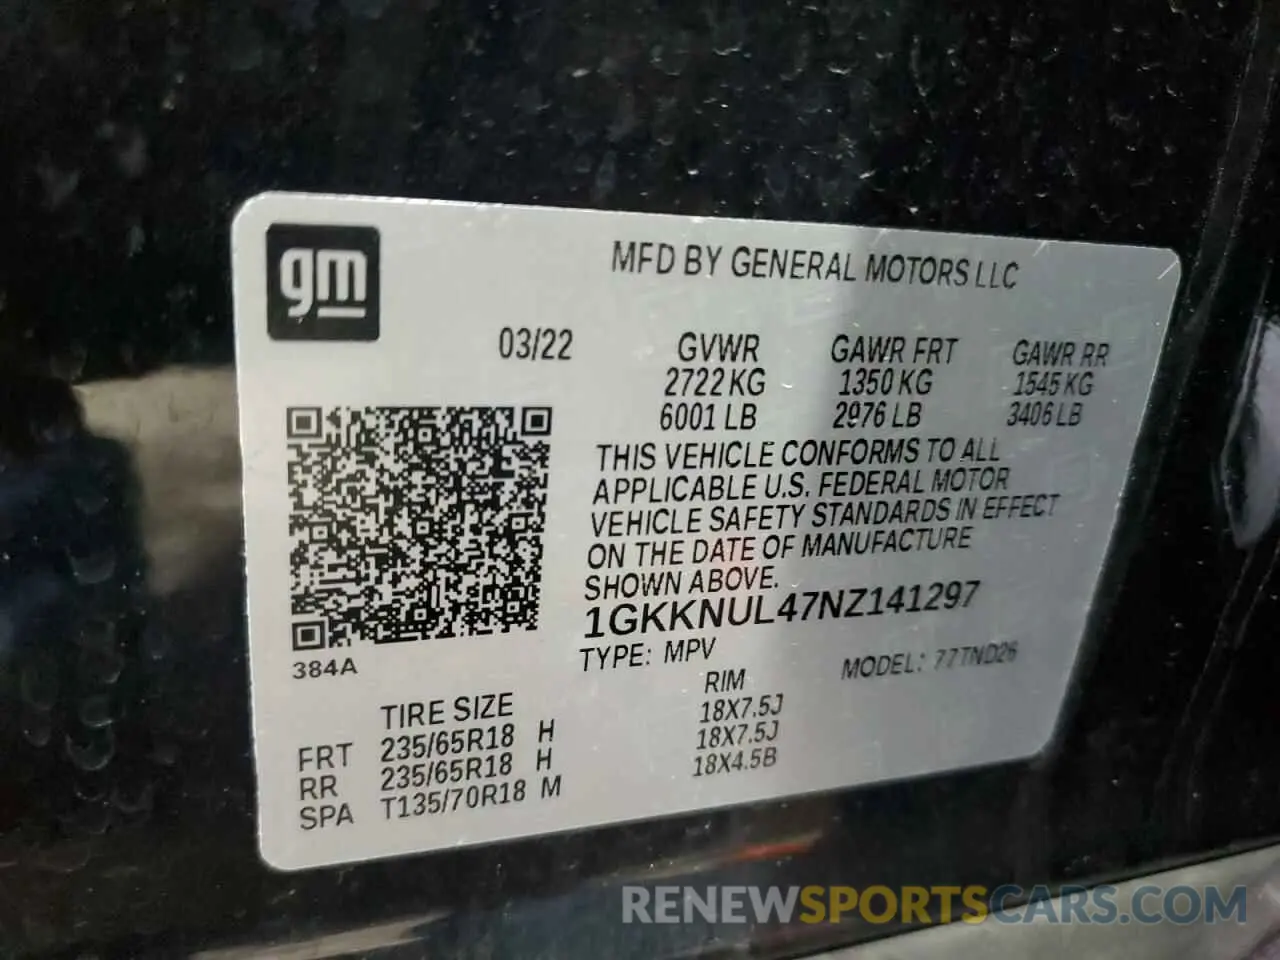 gm
MFD BY GENERAL MOTORS LLC
03/22 GVWR GAWR FRT GAWR RR
2722 KG 1350 KG 1545 KG
6001 LB 2976 LB 3406 LB
THIS VEHICLE CONFORMS TO ALL
APPLICABLE U.S. FEDERAL MOTOR
VEHICLE SAFETY STANDARDS IN EFFECT
ON THE DATE OF MANUFACTURE
SHOWN ABOVE.
1GKKNUL47NZ141297
TYPE: MPV MODEL: 77TND26
384A
TIRE SIZE RIM
FRT 235/65R18 H 18X7.5J
RR 235/65R18 H 18X7.5J
SPA T135/70R18 M 18X4.5B
RENEWSPORTSCARS.COM